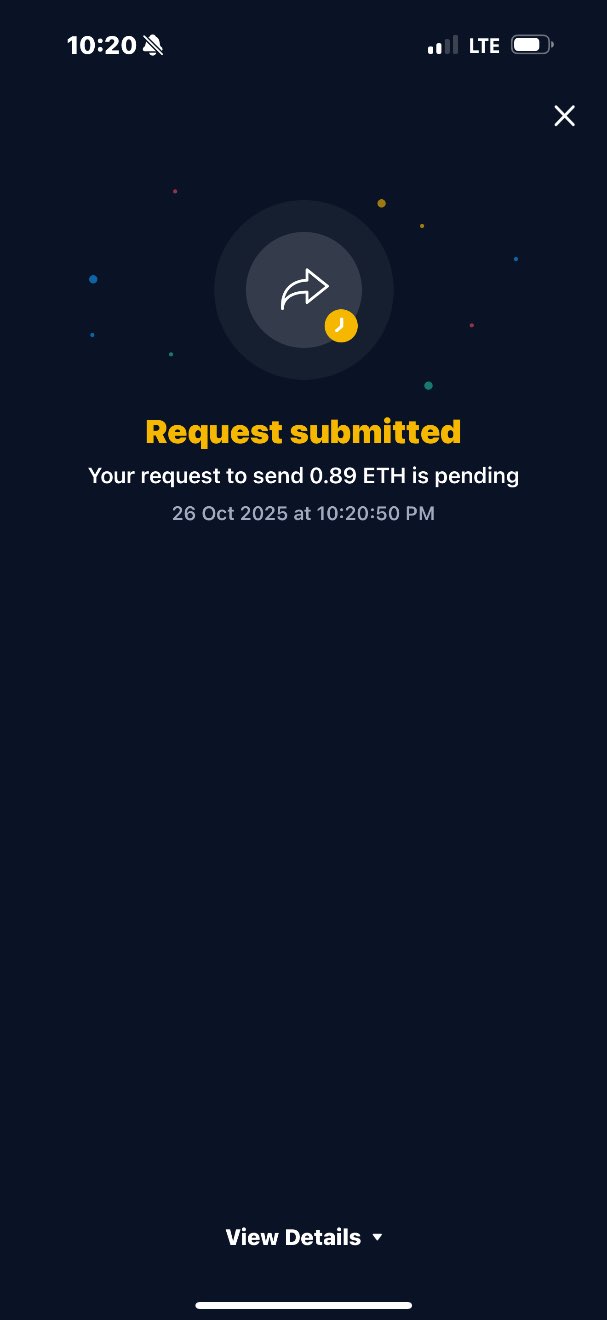 10:20
LTE
Request submitted
Your request to send 0.89 ETH is pending
26 Oct 2025 at 10:20:50 PM
View Details